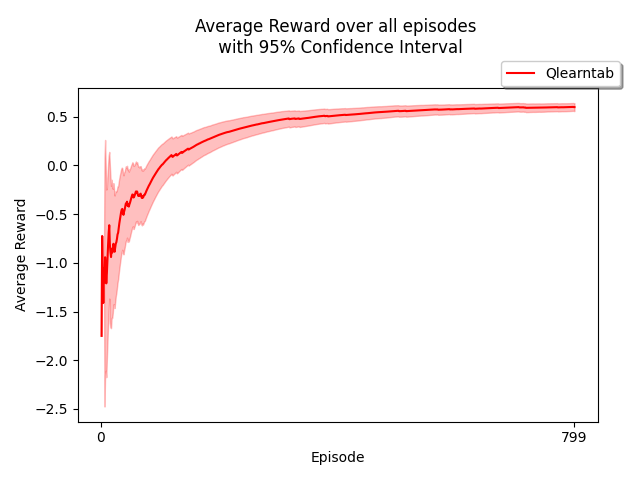 Average Reward over all episodes
with 95% Confidence Interval
Qlearntab
Average Reward
0.5
0.0
−0.5
−1.0
−1.5
−2.0
−2.5
0
799
Episode